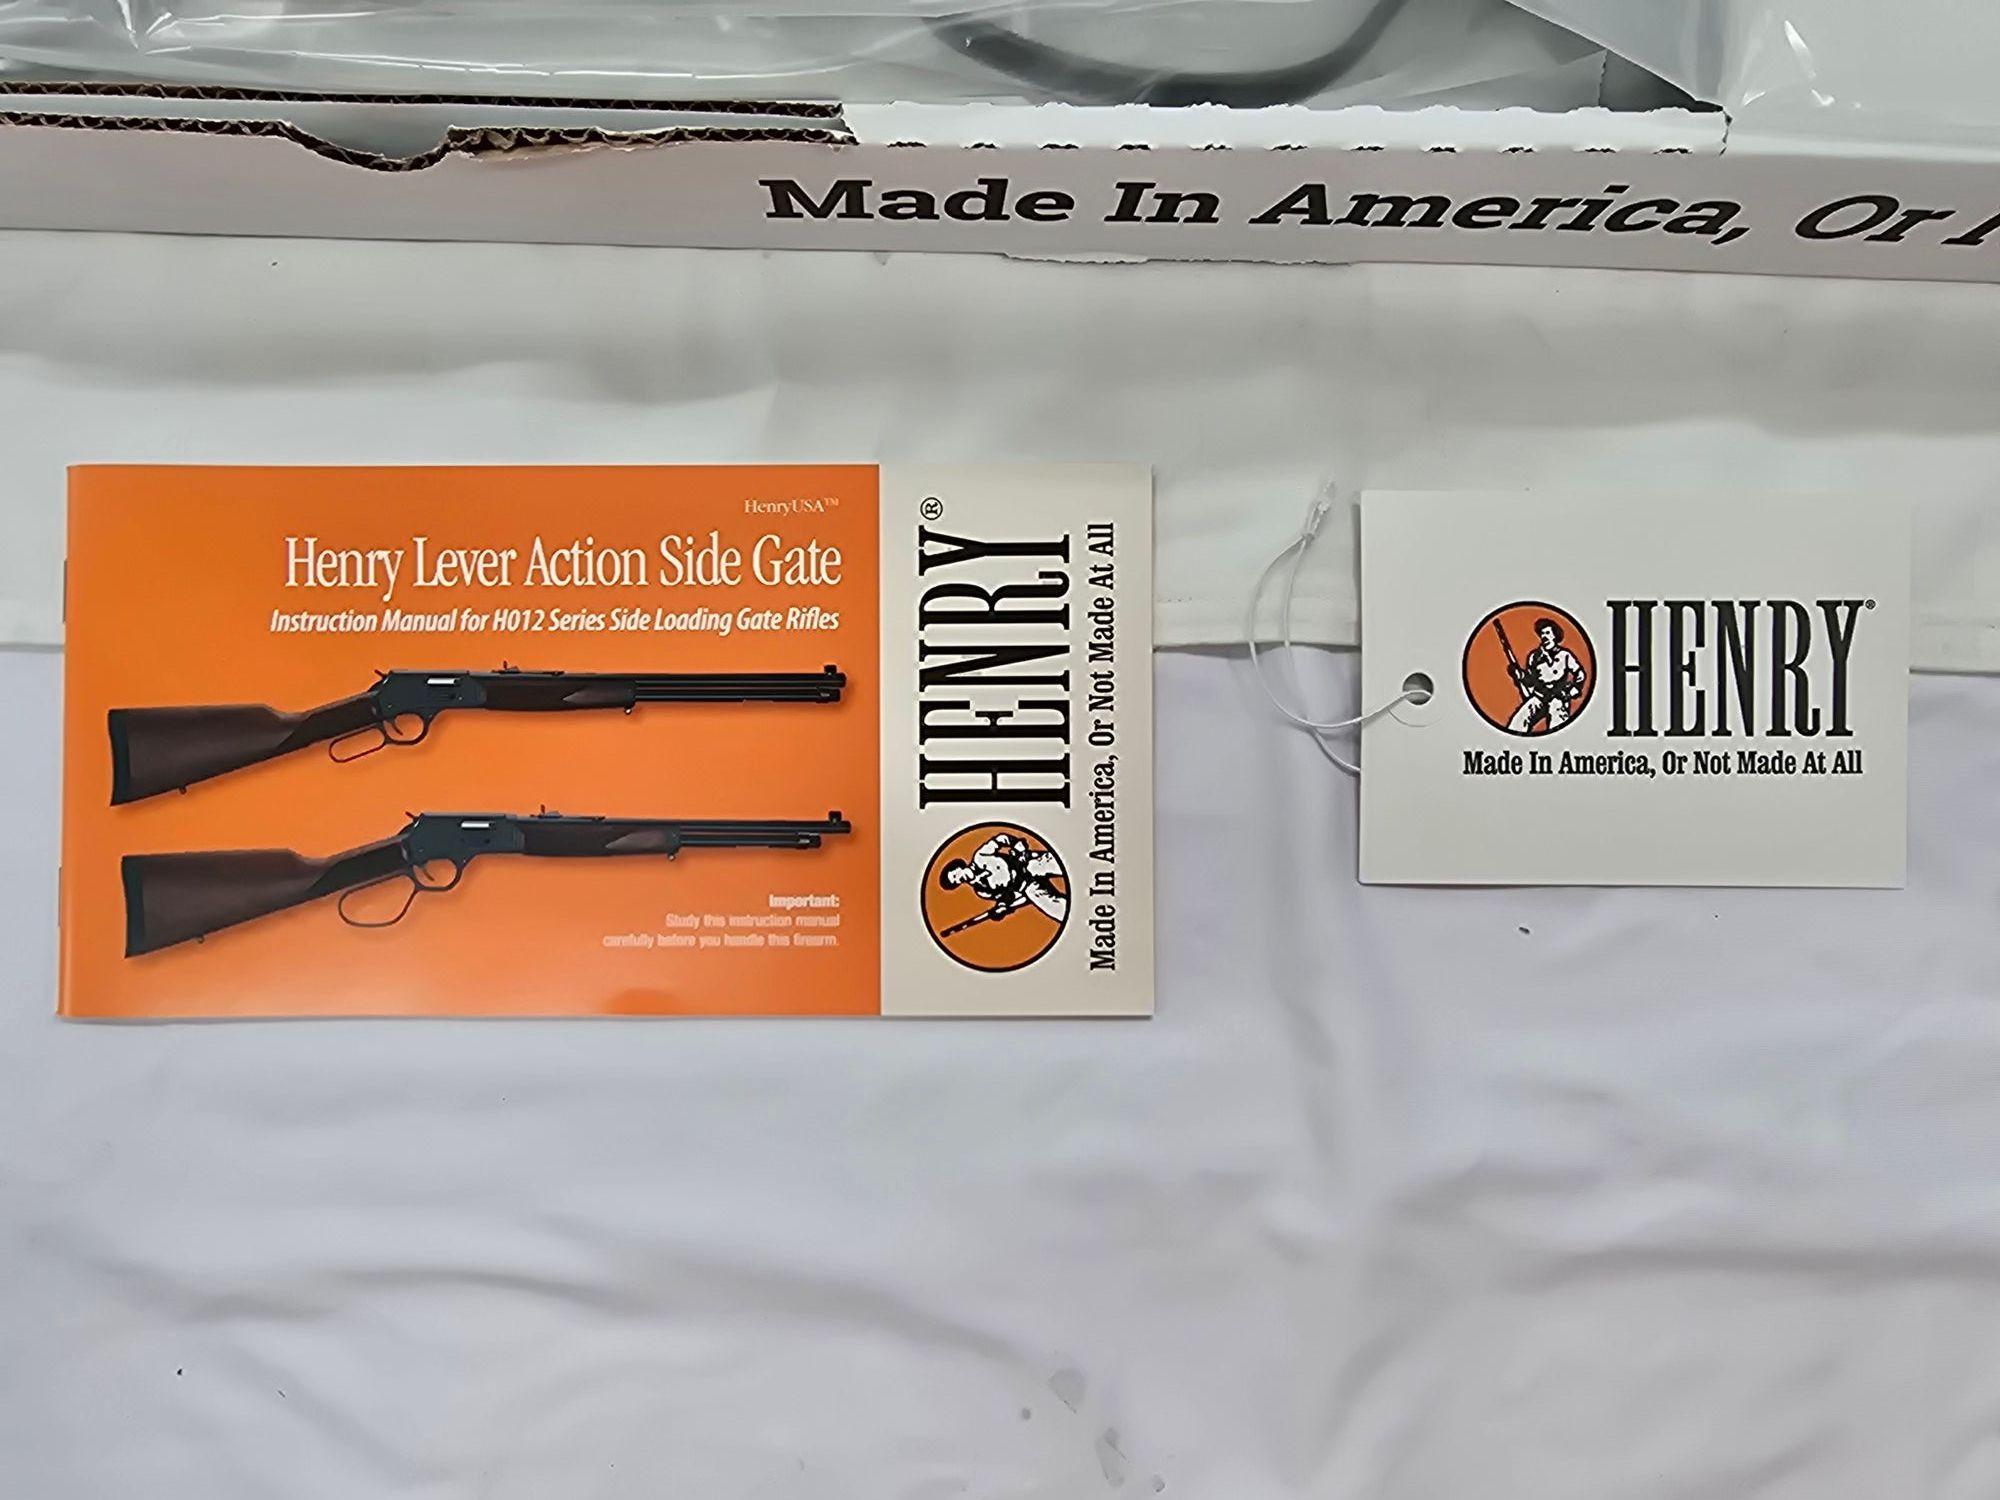 Made In America, Or
HenryUSA™
Henry Lever Action Side Gate
Instruction Manual for H012 Series Side Loading Gate Rifles
Important:
Study this instruction manual
carefully before you handle this firearm.
HENRY®
Made In America, Or Not Made At All
HENRY®
Made In America, Or Not Made At All